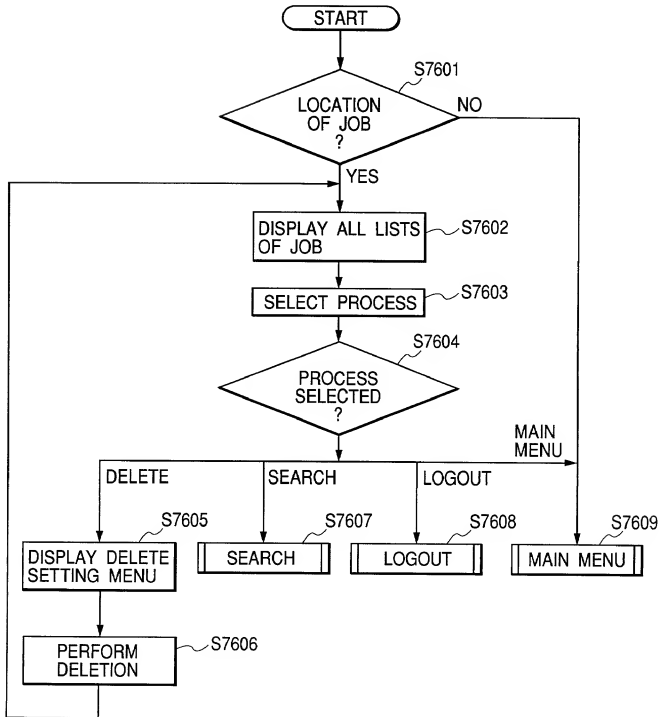 START
S7601
LOCATION
OF JOB
?
NO
YES
DISPLAY ALL LISTS
OF JOB
S7602
SELECT PROCESS
S7603
S7604
PROCESS
SELECTED
?
MAIN
MENU
DELETE
SEARCH
LOGOUT
S7605
S7607
S7608
S7609
DISPLAY DELETE
SETTING MENU
SEARCH
LOGOUT
MAIN MENU
PERFORM
DELETION
S7606